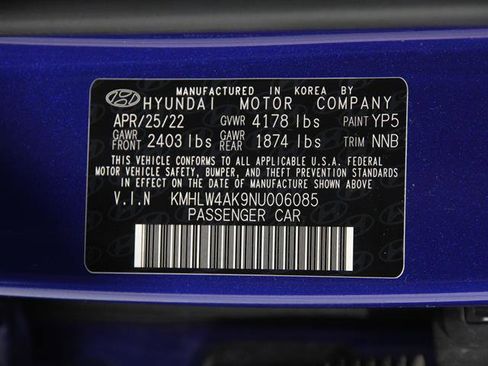 MANUFACTURED IN KOREA BY
HYUNDAI MOTOR COMPANY
APR/25/22 GVWR 4178 lbs PAINT YP5
GAWR FRONT 2403 lbs GAWR REAR 1874 lbs TRIM NNB
THIS VEHICLE CONFORMS TO ALL APPLICABLE U.S.A. FEDERAL
MOTOR VEHICLE SAFETY, BUMPER, AND THEFT PREVENTION STANDARDS
IN EFFECT ON THE DATE OF MANUFACTURE SHOWN ABOVE.
V.I.N KMHLW4AK9NU006085
PASSENGER CAR